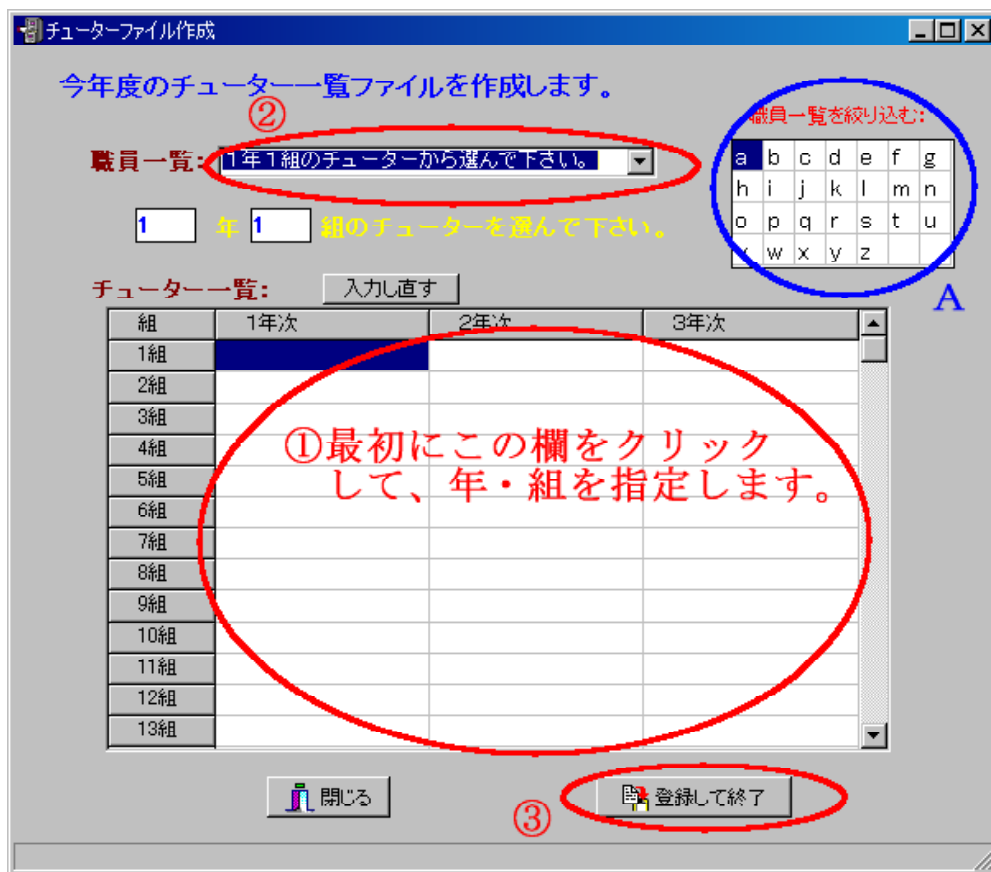 チューターファイル作成
今年度のチューター一覧ファイルを作成します。
②
職員一覧を絞り込む:
職員一覧: 1年1組のチューターから選んで下さい。
a b c d e f g
h i j k l m n
o p q r s t u
v w x y z
1 年 1 組のチューターを選んで下さい。
A
チューター一覧: 入力し直す
組 1年次 2年次 3年次
1組
2組
3組
4組
5組
6組
7組
8組
9組
10組
11組
12組
13組
①最初にこの欄をクリック
して、年・組を指定します。
閉じる
③
登録して終了